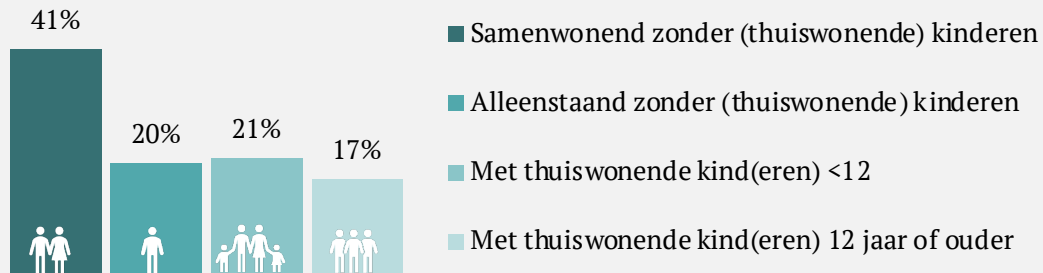 41%
20%
21%
17%
Samenwonend zonder (thuiswonende) kinderen
Alleenstaand zonder (thuiswonende) kinderen
Met thuiswonende kind(eren) <12
Met thuiswonende kind(eren) 12 jaar of ouder